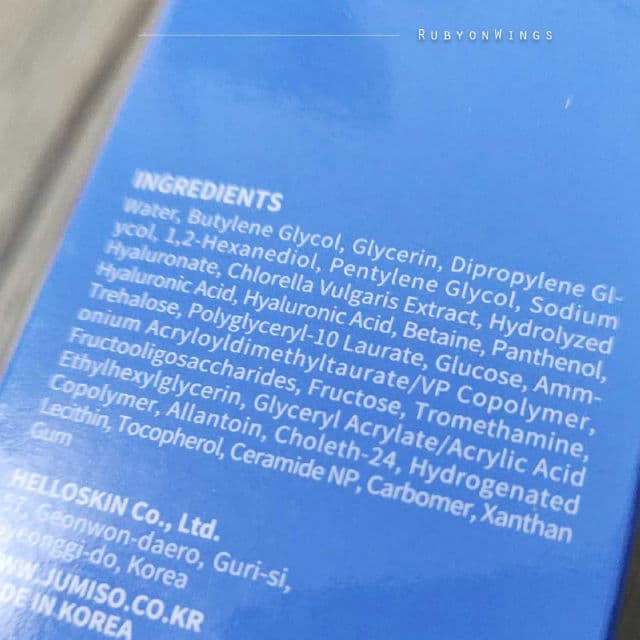 RUBYONWINGS
INGREDIENTS
Water, Butylene Glycol, Glycerin, Dipropylene Gl-
ycol, 1,2-Hexanediol, Pentylene Glycol, Sodium
Hyaluronate, Chlorella Vulgaris Extract, Hydrolyzed
Hyaluronic Acid, Hyaluronic Acid, Betaine, Panthenol,
Trehalose, Polyglyceryl-10 Laurate, Glucose, Amm-
onium Acryloyldimethyltaurate/VP Copolymer,
Fructooligosaccharides, Fructose, Tromethamine,
Ethylhexylglycerin, Glyceryl Acrylate/Acrylic Acid
Copolymer, Allantoin, Choleth-24, Hydrogenated
Lecithin, Tocopherol, Ceramide NP, Carbomer, Xanthan
Gum
HELLOSKIN Co., Ltd.
Geonwon-daero, Guri-si,
onggi-do, Korea
W.JUMISO.CO.KR
DE IN KOREA